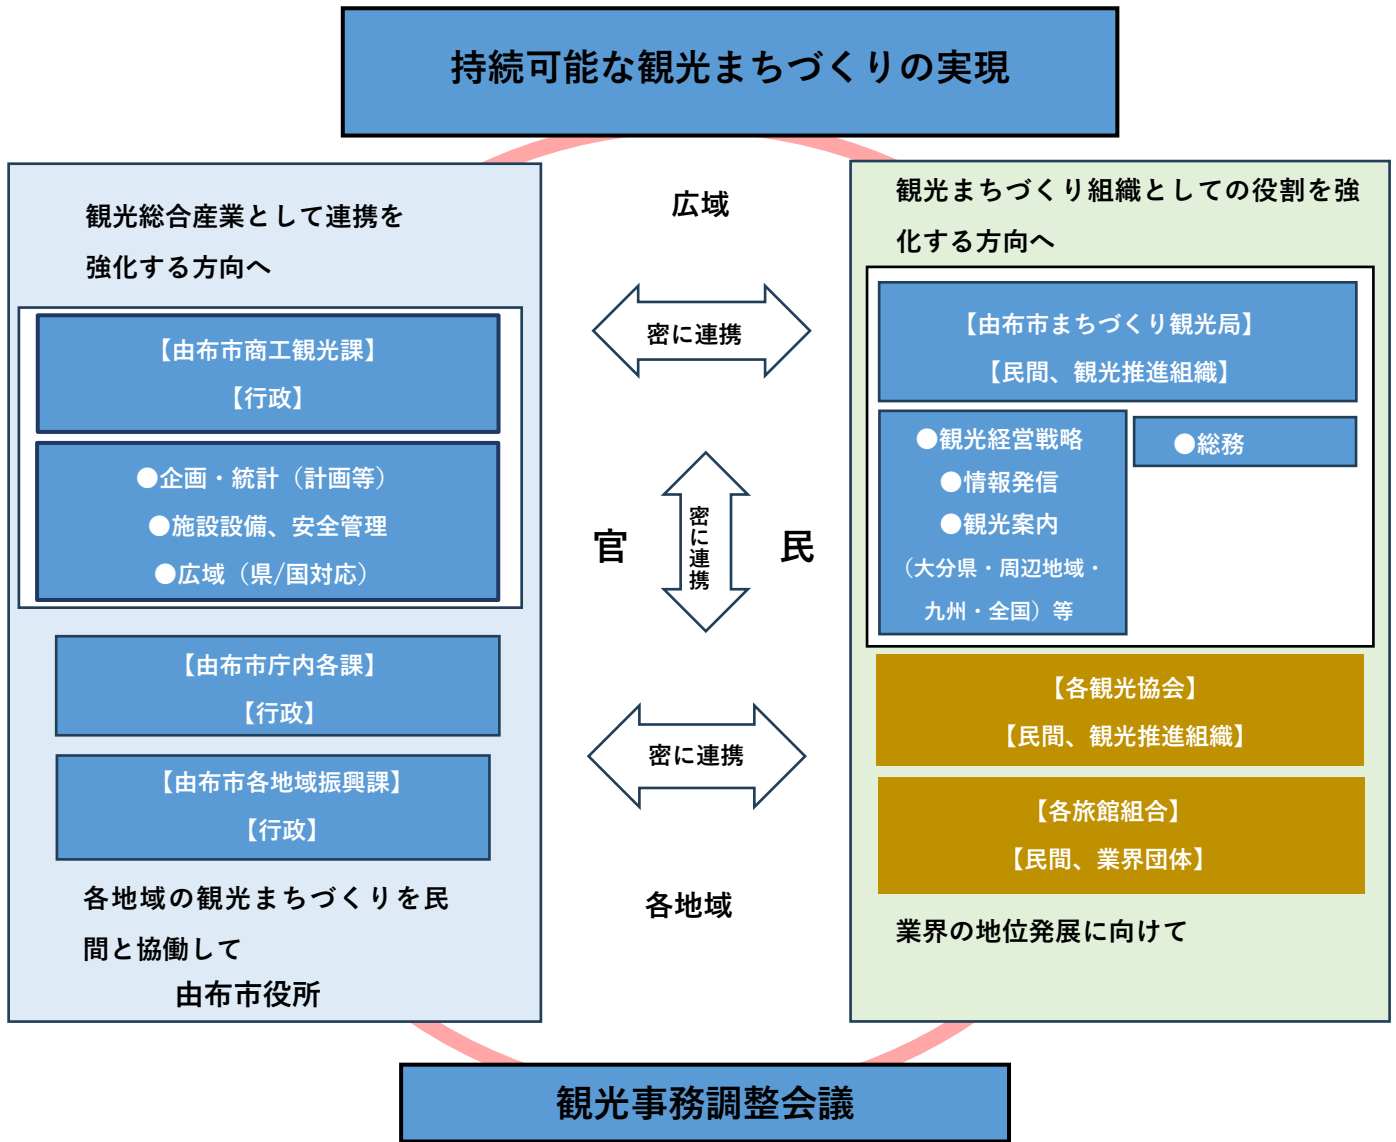 持続可能な観光まちづくりの実現
観光総合産業として連携を
強化する方向へ
【由布市商工観光課】
【行政】
●企画・統計（計画等）
●施設設備、安全管理
●広域（県/国対応）
【由布市庁内各課】
【行政】
【由布市各地域振興課】
【行政】
各地域の観光まちづくりを民
間と協働して
由布市役所
広域
密に連携
官
密に連携
民
密に連携
各地域
観光まちづくり組織としての役割を強
化する方向へ
【由布市まちづくり観光局】
【民間、観光推進組織】
●観光経営戦略
●情報発信
●観光案内
（大分県・周辺地域・
九州・全国）等
●総務
【各観光協会】
【民間、観光推進組織】
【各旅館組合】
【民間、業界団体】
業界の地位発展に向けて
観光事務調整会議